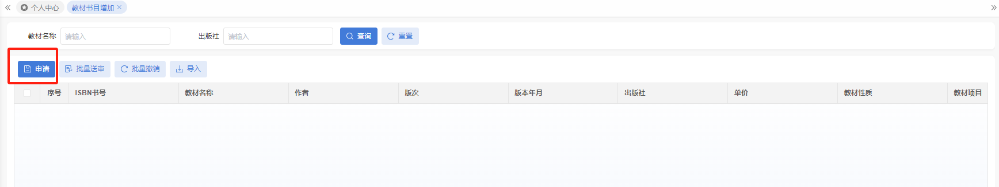 个人中心 教材书目增加
教材名称 请输入 出版社 请输入 查询 重置
申请 批量送审 批量撤销 导入
序号 ISBN书号 教材名称 作者 版次 版本年月 出版社 单价 教材性质 教材项目